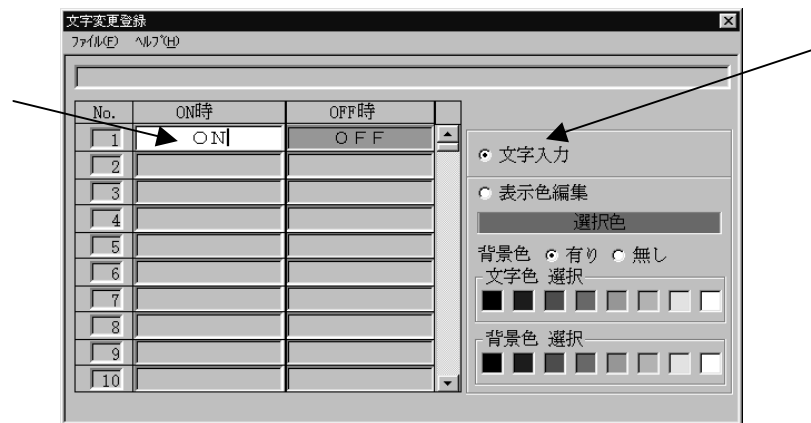 文字変更登録
ﾌｧｲﾙ(F) ﾍﾙﾌﾟ(H)
No. ON時 OFF時
1 ＯＮ ＯＦＦ
2
3
4
5
6
7
8
9
10
文字入力
表示色編集
選択色
背景色 有り 無し
文字色 選択
背景色 選択